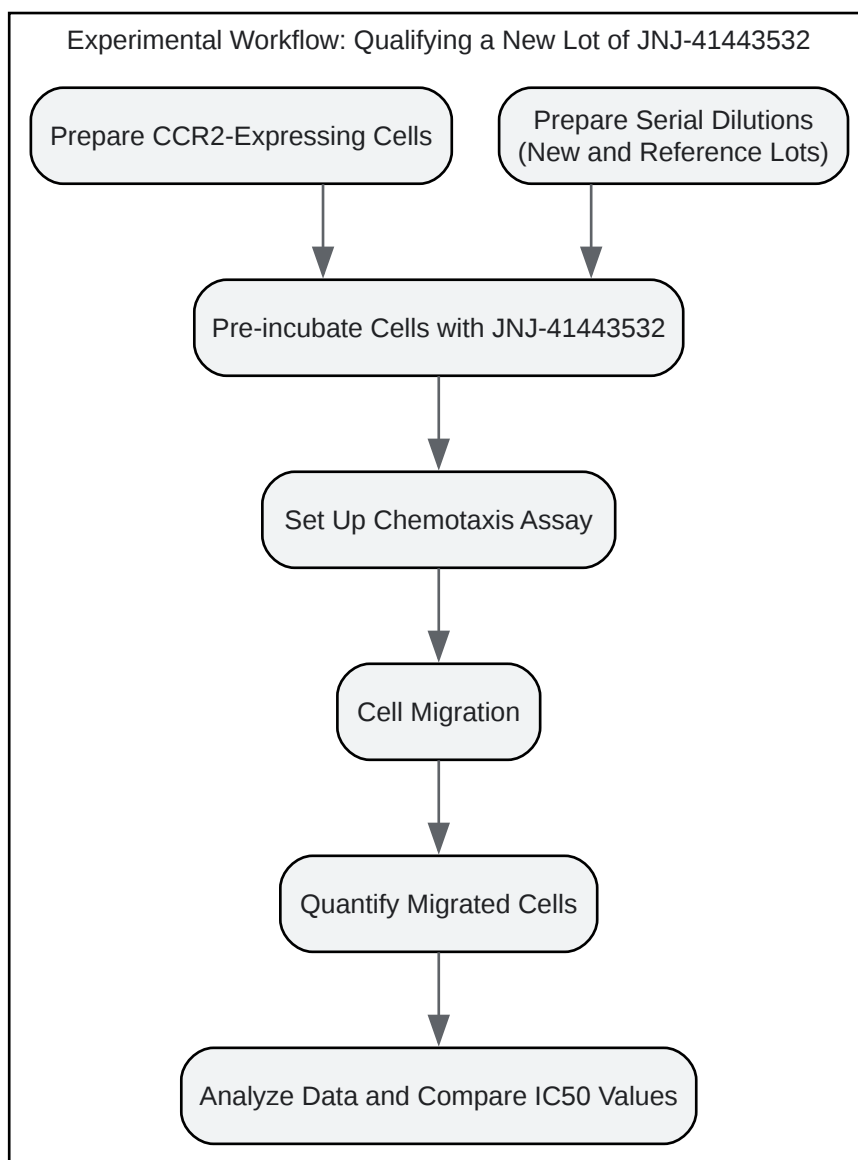 Experimental Workflow: Qualifying a New Lot of JNJ-41443532
Prepare CCR2-Expressing Cells
Prepare Serial Dilutions
(New and Reference Lots)
Pre-incubate Cells with JNJ-41443532
Set Up Chemotaxis Assay
Cell Migration
Quantify Migrated Cells
Analyze Data and Compare IC50 Values